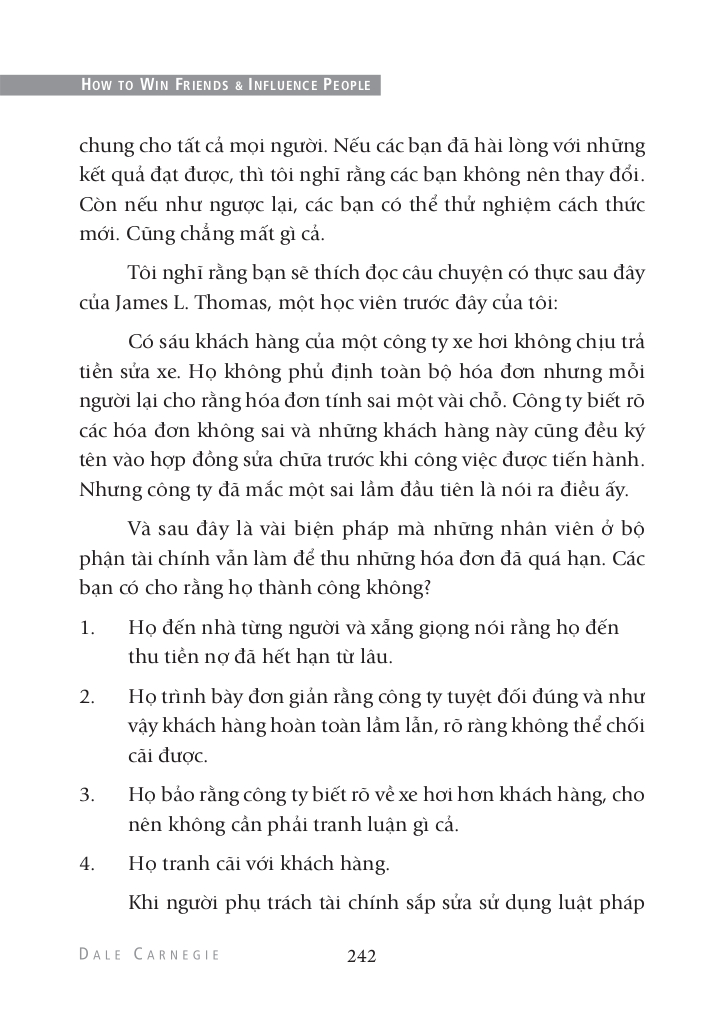 HOW TO WIN FRIENDS & INFLUENCE PEOPLE
chung cho tất cả mọi người. Nếu các bạn đã hài lòng với những
kết quả đạt được, thì tôi nghĩ rằng các bạn không nên thay đổi.
Còn nếu như ngược lại, các bạn có thể thử nghiệm cách thức
mới. Cũng chẳng mất gì cả.
Tôi nghĩ rằng bạn sẽ thích đọc câu chuyện có thực sau đây
của James L. Thomas, một học viên trước đây của tôi:
Có sáu khách hàng của một công ty xe hơi không chịu trả
tiền sửa xe. Họ không phủ định toàn bộ hóa đơn nhưng mỗi
người lại cho rằng hóa đơn tính sai một vài chỗ. Công ty biết rõ
các hóa đơn không sai và những khách hàng này cũng đều ký
tên vào hợp đồng sửa chữa trước khi công việc được tiến hành.
Nhưng công ty đã mắc một sai lầm đầu tiên là nói ra điều ấy.
Và sau đây là vài biện pháp mà những nhân viên ở bộ
phận tài chính vẫn làm để thu những hóa đơn đã quá hạn. Các
bạn có cho rằng họ thành công không?
1. Họ đến nhà từng người và xẵng giọng nói rằng họ đến
thu tiền nợ đã hết hạn từ lâu.
2. Họ trình bày đơn giản rằng công ty tuyệt đối đúng và như
vậy khách hàng hoàn toàn lầm lẫn, rõ ràng không thể chối
cãi được.
3. Họ bảo rằng công ty biết rõ về xe hơi hơn khách hàng, cho
nên không cần phải tranh luận gì cả.
4. Họ tranh cãi với khách hàng.
Khi người phụ trách tài chính sắp sửa sử dụng luật pháp
DALE CARNEGIE 242